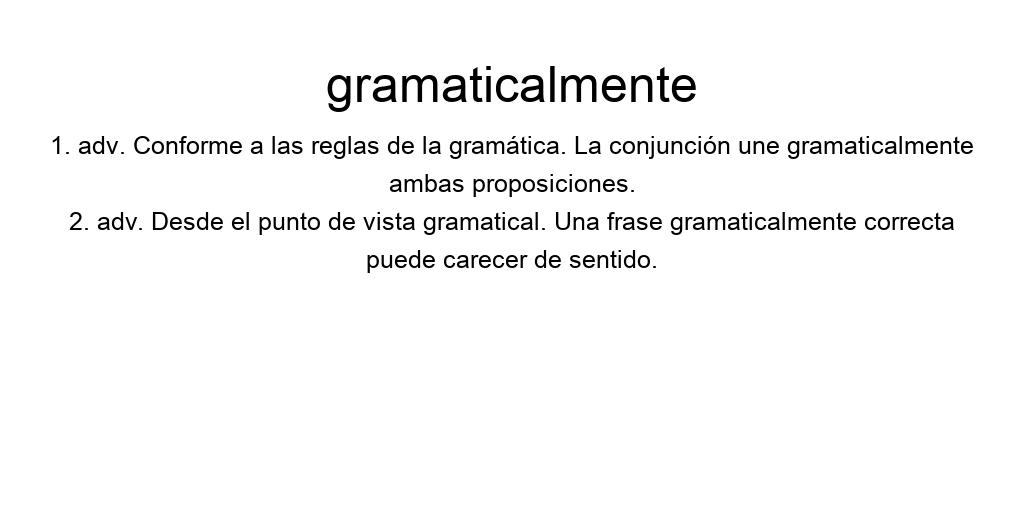 gramaticalmente
1. adv. Conforme a las reglas de la gramática. La conjunción une gramaticalmente
ambas proposiciones.
2. adv. Desde el punto de vista gramatical. Una frase gramaticalmente correcta
puede carecer de sentido.